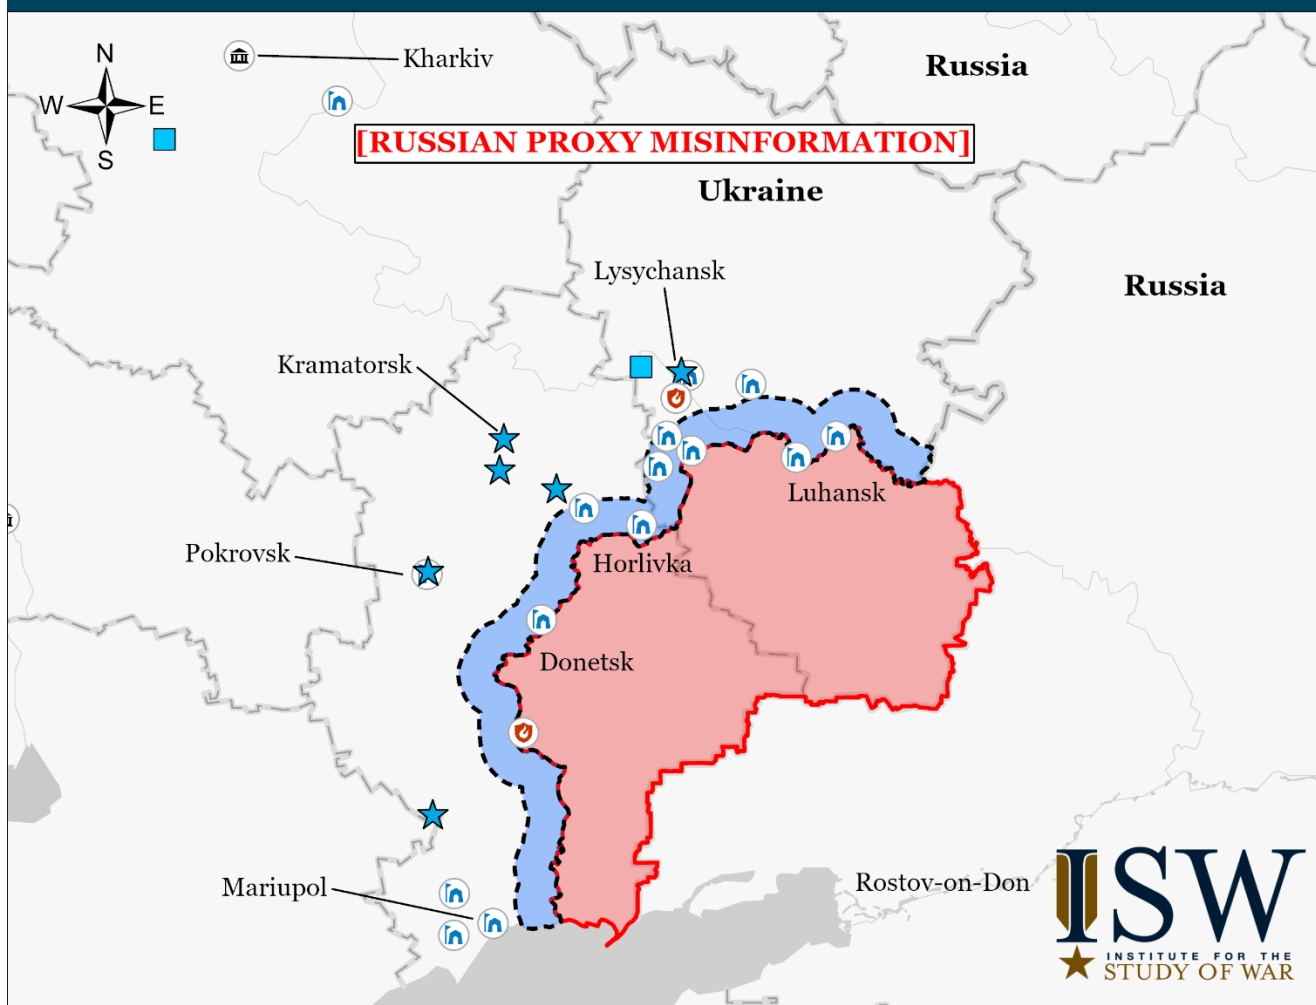 N
Kharkiv
Russia
W
E
S
[RUSSIAN PROXY MISINFORMATION]
Ukraine
Lysychansk
Russia
Kramatorsk
Luhansk
Pokrovsk
Horlivka
Donetsk
Mariupol
Rostov-on-Don
ISW
INSTITUTE FOR THE
STUDY OF WAR